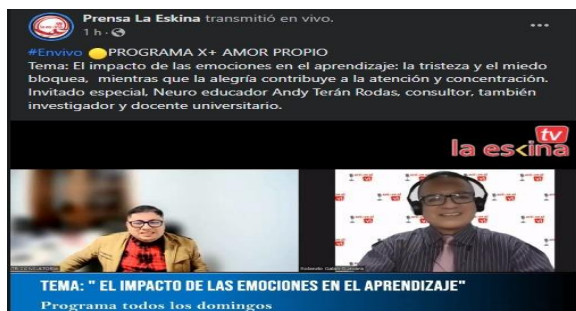 Prensa La Eskina transmitió en vivo.
1 h ·
#Envivo 🟡PROGRAMA X+ AMOR PROPIO
Tema: El impacto de las emociones en el aprendizaje: la tristeza y el miedo
bloquea, mientras que la alegría contribuye a la atención y concentración.
Invitado especial, Neuro educador Andy Terán Rodas, consultor, también
investigador y docente universitario.
tv
la es<ina
TEMA: " EL IMPACTO DE LAS EMOCIONES EN EL APRENDIZAJE"
Programa todos los domingos